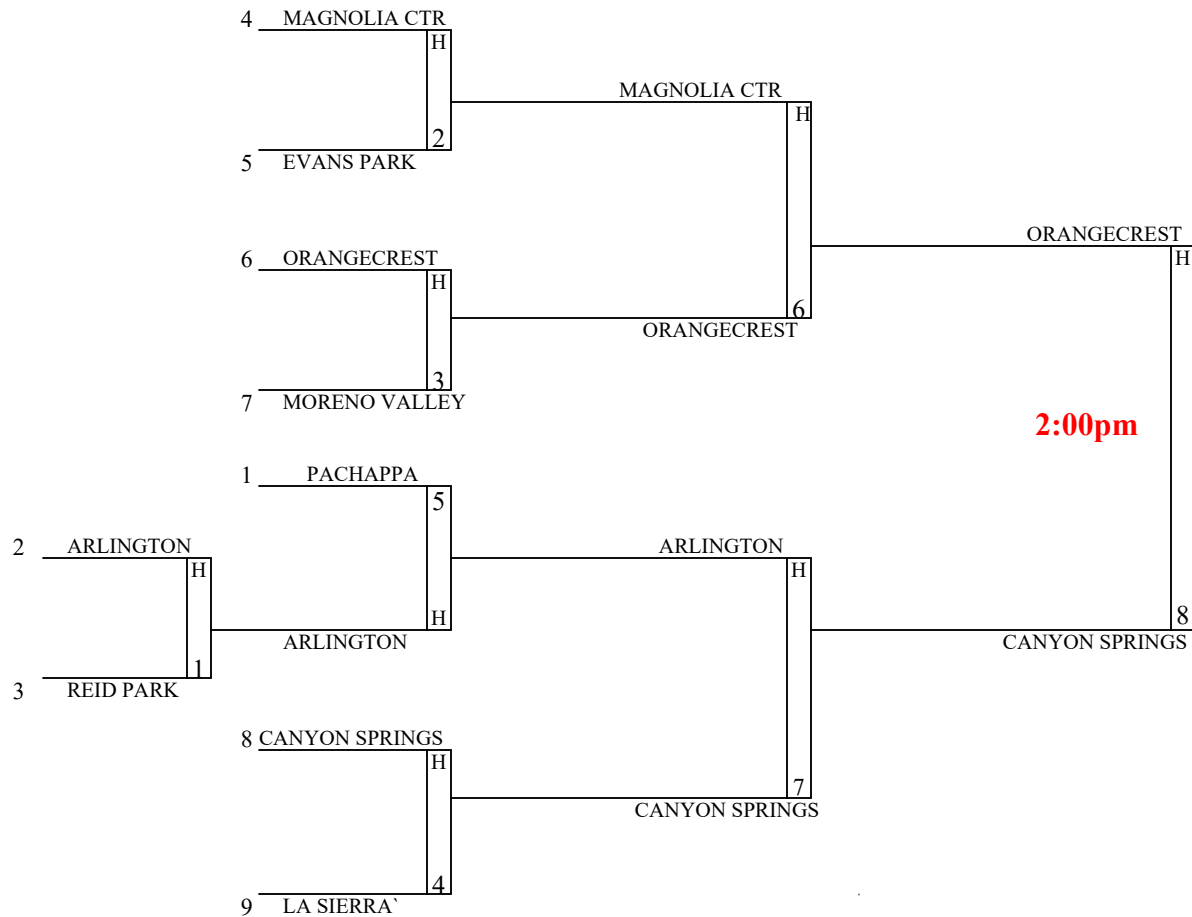 4 MAGNOLIA CTR
H
MAGNOLIA CTR
H
2
5 EVANS PARK
ORANGECREST
H
6 ORANGECREST
H
6
ORANGECREST
3
7 MORENO VALLEY
2:00pm
1 PACHAPPA
5
2 ARLINGTON
H
ARLINGTON
H
H
ARLINGTON
8
CANYON SPRINGS
1
3 REID PARK
8 CANYON SPRINGS
H
7
CANYON SPRINGS
4
9 LA SIERRA`